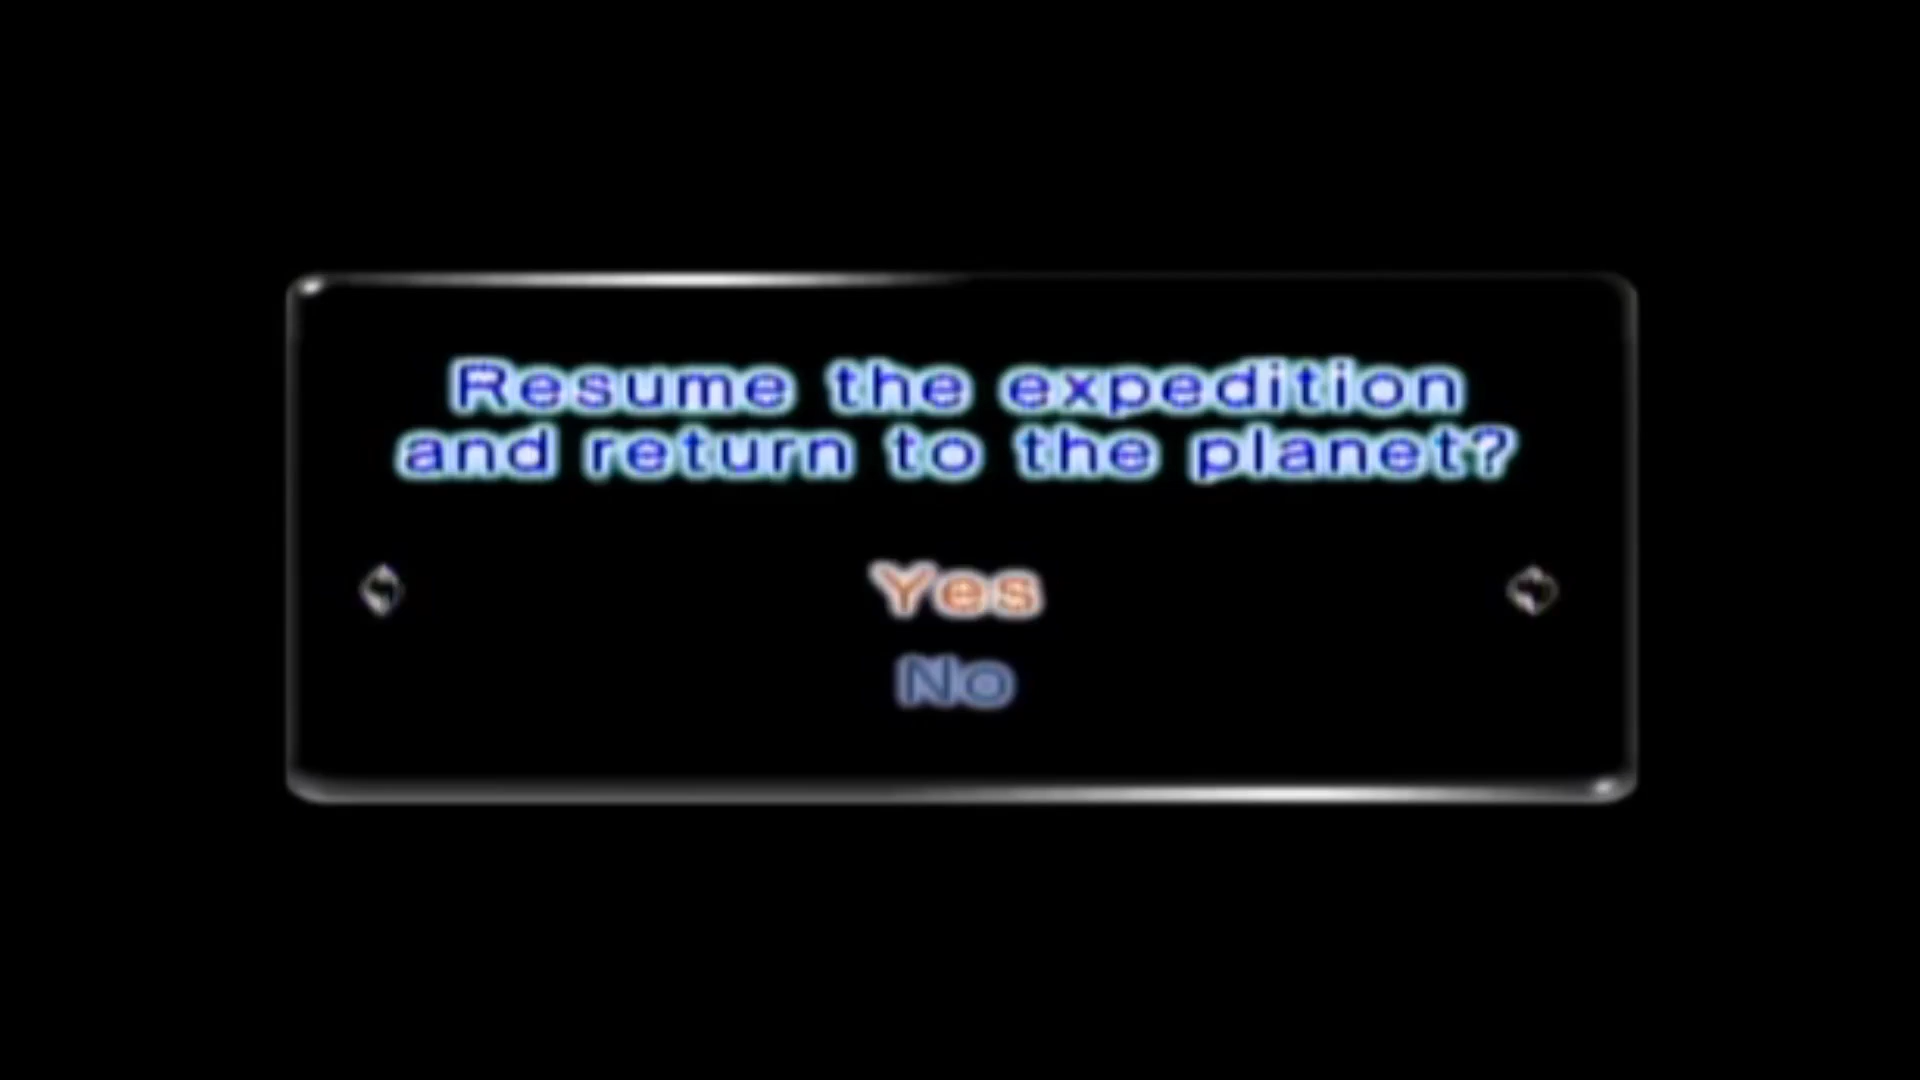 Resume the expedition
and return to the planet?
Yes
No